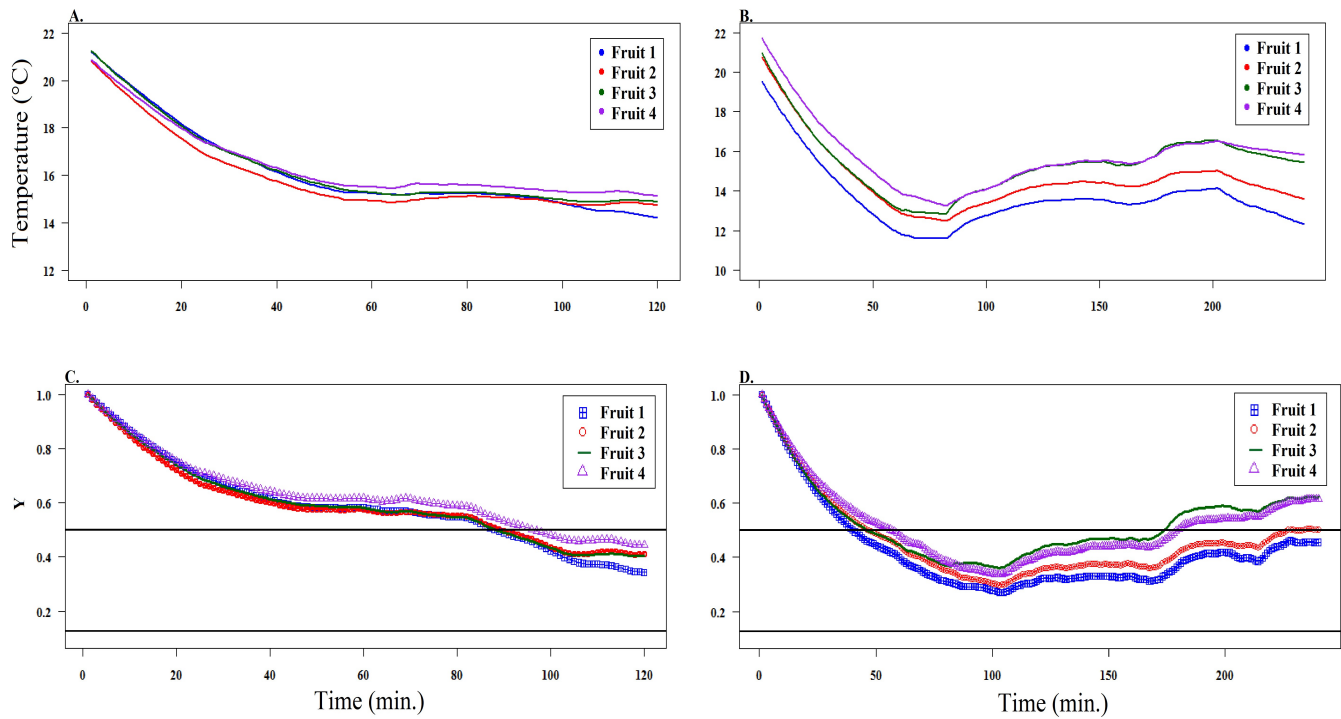 A.
Temperature (°C)
22
20
18
16
14
12
0
20
40
60
80
100
120
Fruit 1
Fruit 2
Fruit 3
Fruit 4
B.
22
20
18
16
14
12
10
0
50
100
150
200
Fruit 1
Fruit 2
Fruit 3
Fruit 4
C.
Y
1.0
0.8
0.6
0.4
0.2
0
20
40
60
80
100
120
Time (min.)
Fruit 1
Fruit 2
Fruit 3
Fruit 4
D.
1.0
0.8
0.6
0.4
0.2
0
50
100
150
200
Time (min.)
Fruit 1
Fruit 2
Fruit 3
Fruit 4